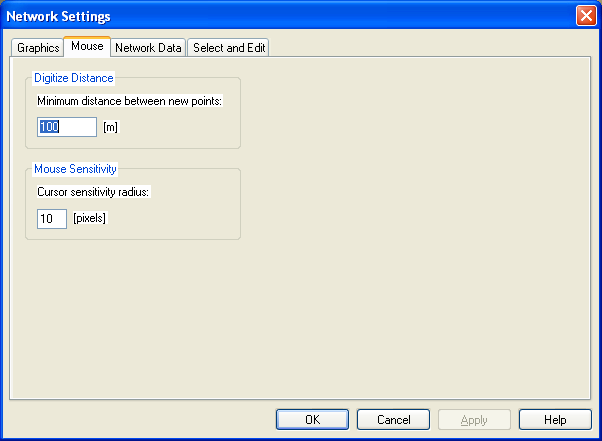 Network Settings
Graphics Mouse Network Data Select and Edit
Digitize Distance
Minimum distance between new points:
100 [m]
Mouse Sensitivity
Cursor sensitivity radius:
10 [pixels]
OK Cancel Apply Help